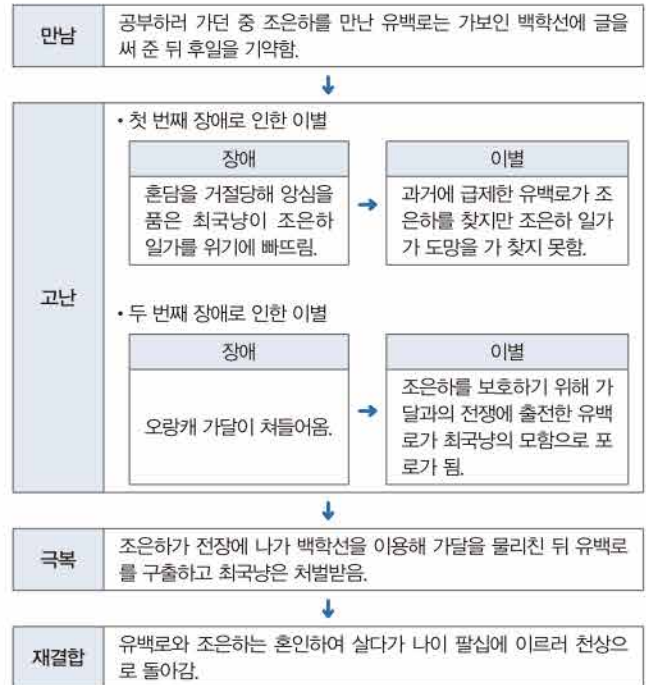 만남
공부하러 가던 중 조은하를 만난 유백로는 가보인 백학선에 글을
써 준 뒤 후일을 기약함.
고난
• 첫 번째 장애로 인한 이별
장애
혼담을 거절당해 앙심을
품은 최국냥이 조은하
일가를 위기에 빠뜨림.
이별
과거에 급제한 유백로가 조
은하를 찾지만 조은하 일가
가 도망을 가 찾지 못함.
• 두 번째 장애로 인한 이별
장애
오랑캐 가달이 처들어옴.
이별
조은하를 보호하기 위해 가
달과의 전쟁에 출전한 유백
로가 최국냥의 모함으로 포
로가 됨.
극복
조은하가 전장에 나가 백학선을 이용해 가달을 물리친 뒤 유백로
를 구출하고 최국냥은 처벌받음.
재결합
유백로와 조은하는 혼인하여 살다가 나이 팔십에 이르러 천상으
로 돌아감.